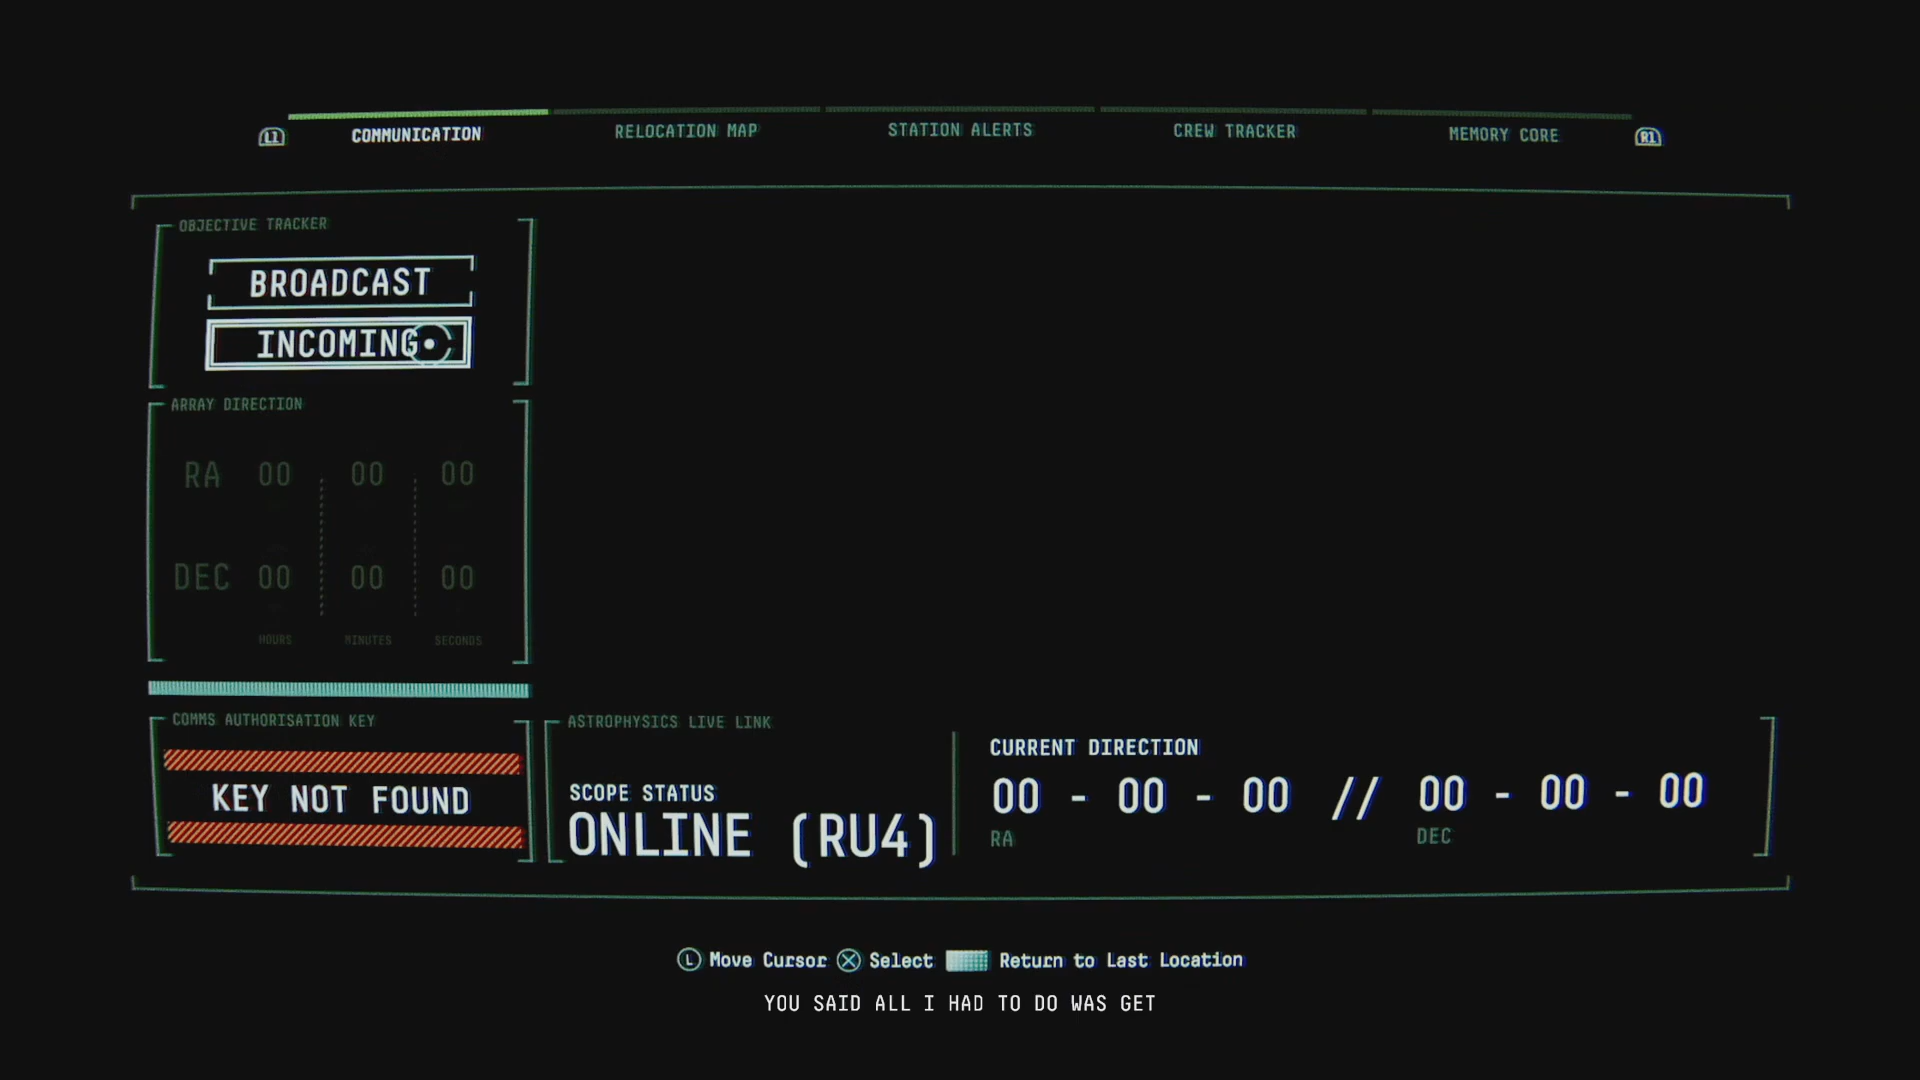 L1 COMMUNICATION RELOCATION MAP STATION ALERTS CREW TRACKER MEMORY CORE R1
OBJECTIVE TRACKER
BROADCAST
INCOMING
ARRAY DIRECTION
RA 00 00 00
DEC 00 00 00
HOURS MINUTES SECONDS
COMMS AUTHORISATION KEY
KEY NOT FOUND
ASTROPHYSICS LIVE LINK
SCOPE STATUS
ONLINE (RU4)
CURRENT DIRECTION
00 - 00 - 00 // 00 - 00 - 00
RA DEC
L Move Cursor Select Return to Last Location
YOU SAID ALL I HAD TO DO WAS GET